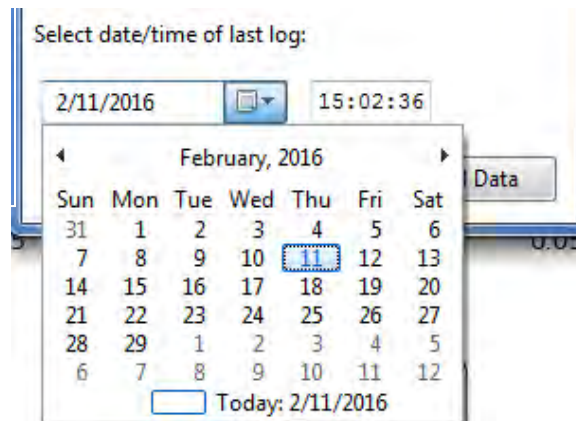 Select date/time of last log:
2/11/2016 15:02:36
February, 2016
Data
Sun Mon Tue Wed Thu Fri Sat
31 1 2 3 4 5 6
7 8 9 10 11 12 13
14 15 16 17 18 19 20
21 22 23 24 25 26 27
28 29 1 2 3 4 5
6 7 8 9 10 11 12
Today: 2/11/2016